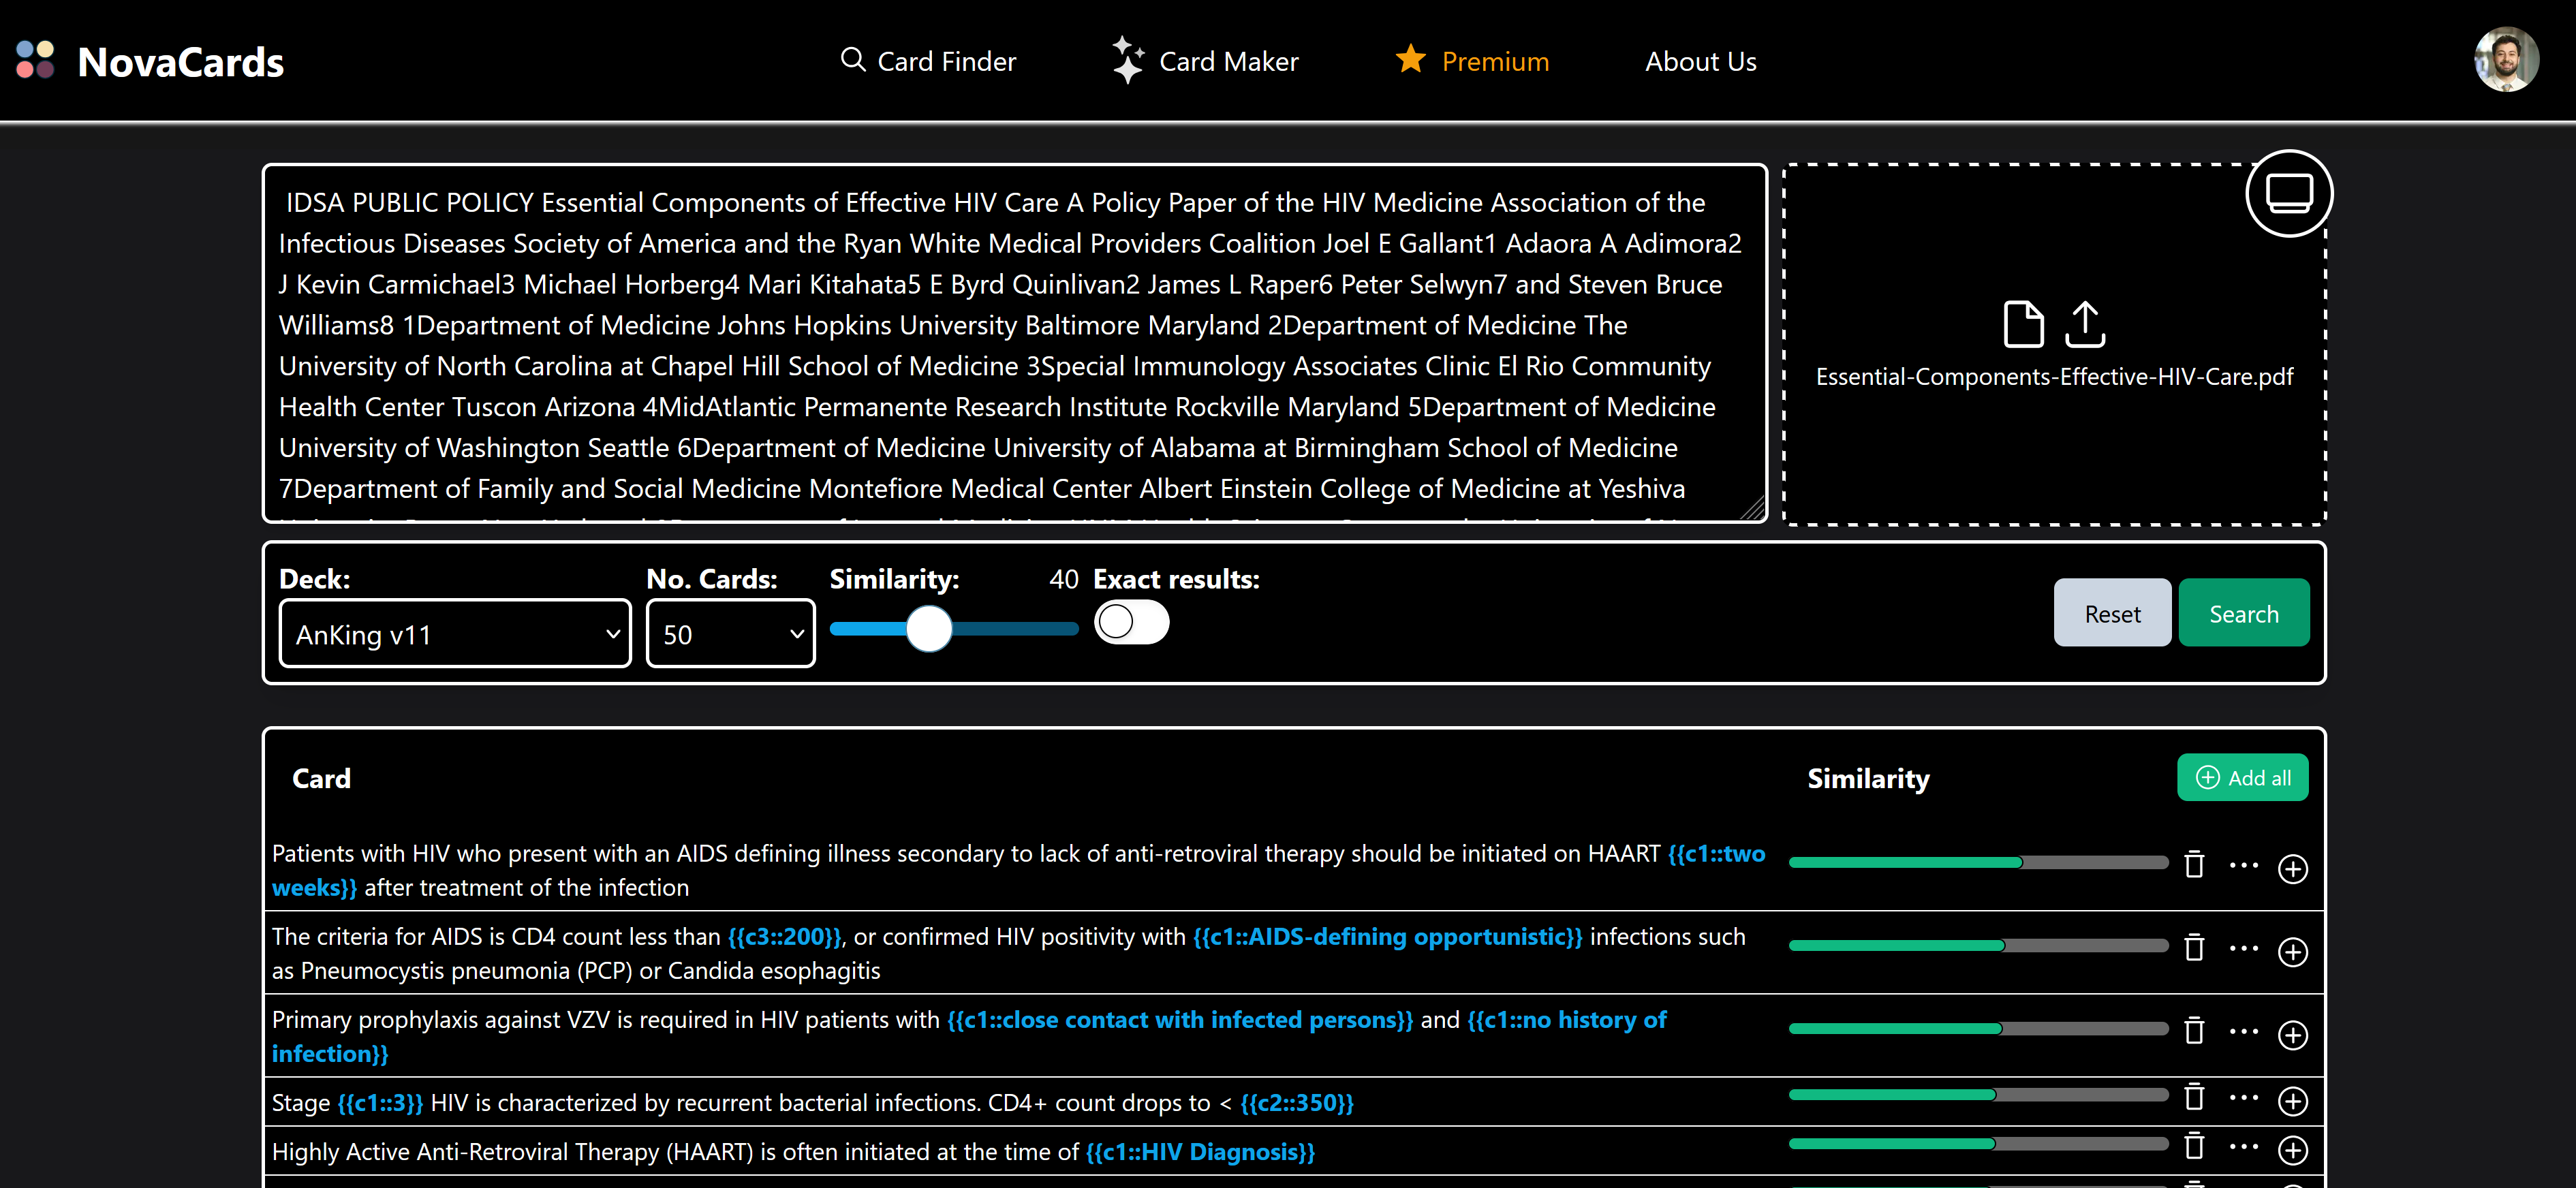 NovaCards
Card Finder
Card Maker
Premium
About Us
IDSA PUBLIC POLICY Essential Components of Effective HIV Care A Policy Paper of the HIV Medicine Association of the
Infectious Diseases Society of America and the Ryan White Medical Providers Coalition Joel E Gallant1 Adaora A Adimora2
J Kevin Carmichael3 Michael Horberg4 Mari Kitahata5 E Byrd Quinlivan2 James L Raper6 Peter Selwyn7 and Steven Bruce
Williams8 1Department of Medicine Johns Hopkins University Baltimore Maryland 2Department of Medicine The
University of North Carolina at Chapel Hill School of Medicine 3Special Immunology Associates Clinic El Rio Community
Health Center Tuscon Arizona 4MidAtlantic Permanente Research Institute Rockville Maryland 5Department of Medicine
University of Washington Seattle 6Department of Medicine University of Alabama at Birmingham School of Medicine
7Department of Family and Social Medicine Montefiore Medical Center Albert Einstein College of Medicine at Yeshiva
Essential-Components-Effective-HIV-Care.pdf
Deck:
AnKing v11
No. Cards:
50
Similarity: 40
Exact results:
Reset
Search
Card
Similarity
Add all
Patients with HIV who present with an AIDS defining illness secondary to lack of anti-retroviral therapy should be initiated on HAART {{c1::two
weeks}} after treatment of the infection
The criteria for AIDS is CD4 count less than {{c3::200}}, or confirmed HIV positivity with {{c1::AIDS-defining opportunistic}} infections such
as Pneumocystis pneumonia (PCP) or Candida esophagitis
Primary prophylaxis against VZV is required in HIV patients with {{c1::close contact with infected persons}} and {{c1::no history of
infection}}
Stage {{c1::3}} HIV is characterized by recurrent bacterial infections. CD4+ count drops to < {{c2::350}}
Highly Active Anti-Retroviral Therapy (HAART) is often initiated at the time of {{c1::HIV Diagnosis}}